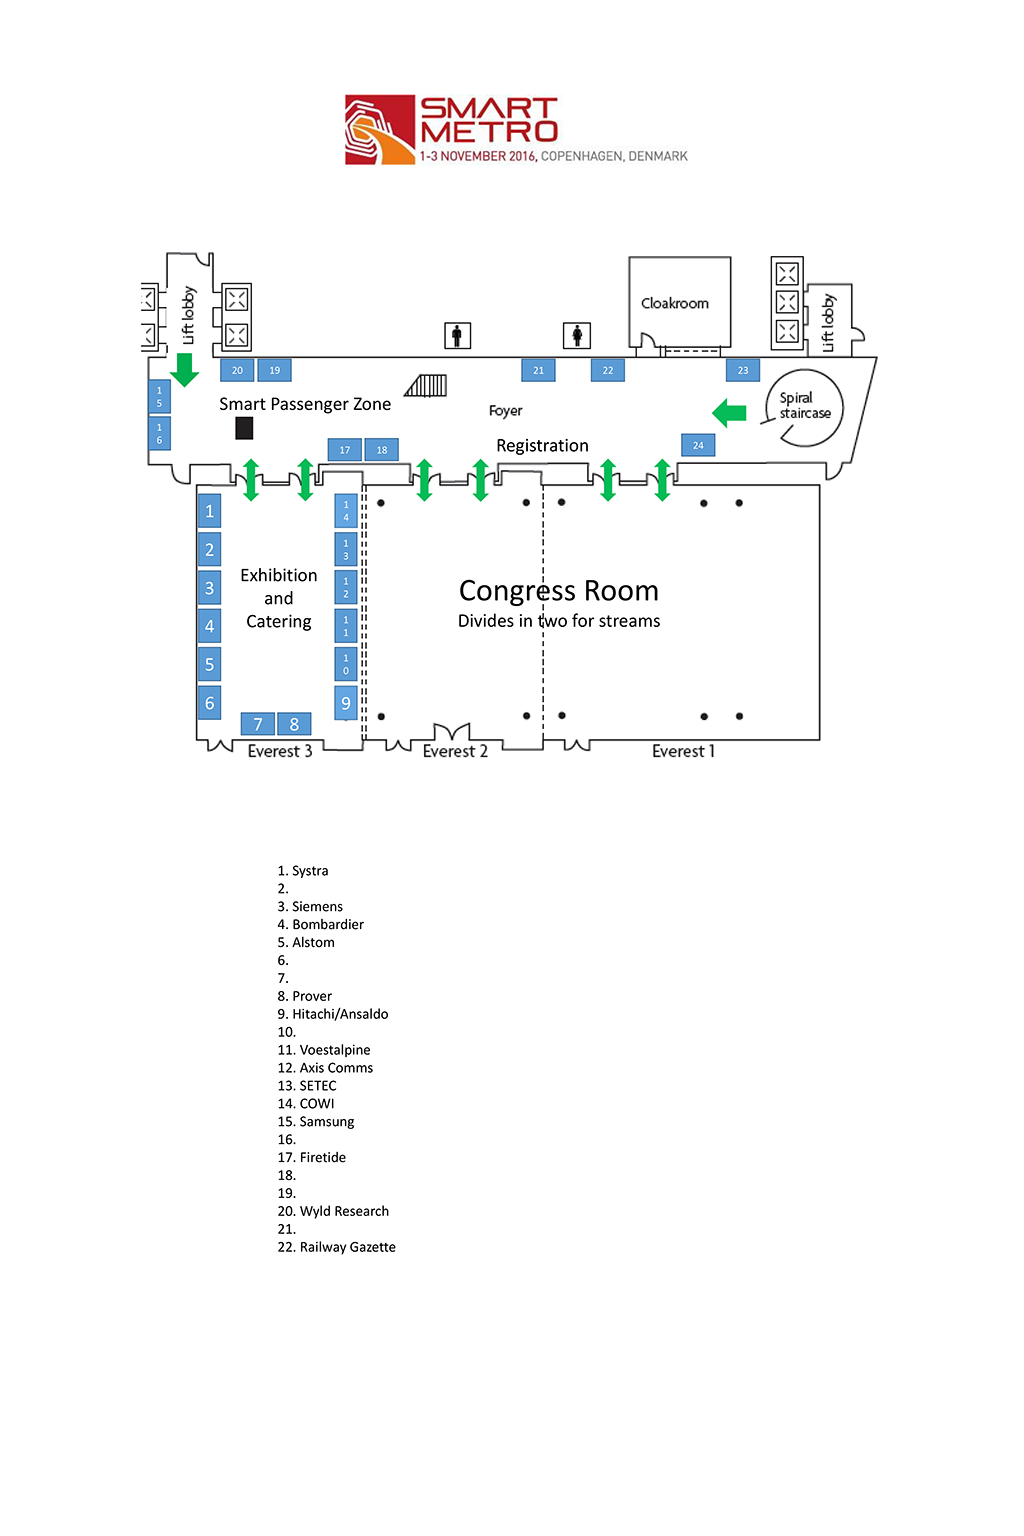 SMART
METRO
1-3 NOVEMBER 2016, COPENHAGEN, DENMARK
Lift lobby
Cloakroom
Lift lobby
20
19
21
22
23
15
16
Smart Passenger Zone
Foyer
Spiral
staircase
17
18
Registration
24
1
2
3
4
5
6
7
8
9
10
11
12
13
14
Exhibition
and
Catering
Congress Room
Divides in two for streams
Everest 3
Everest 2
Everest 1
1. Systra
2.
3. Siemens
4. Bombardier
5. Alstom
6.
7.
8. Prover
9. Hitachi/Ansaldo
10.
11. Voestalpine
12. Axis Comms
13. SETEC
14. COWI
15. Samsung
16.
17. Firetide
18.
19.
20. Wyld Research
21.
22. Railway Gazette